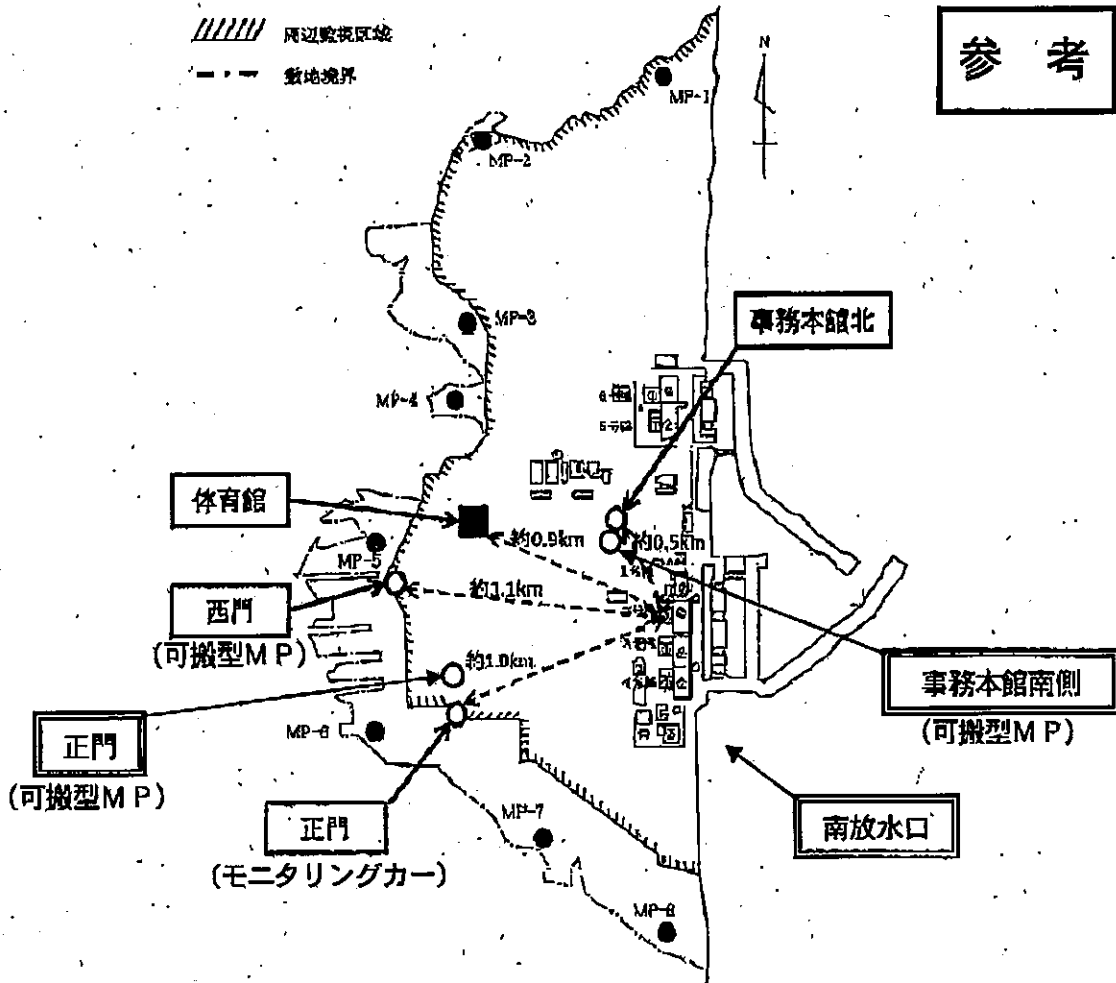 周辺監視区域
敷地境界
参考
N
MP-1
MP-2
MP-3
事務本館北
MP-4
体育館
約0.9km
約0.5km
MP-5
約1.1km
西門
(可搬型MP)
約1.0km
事務本館南側
(可搬型MP)
正門
(可搬型MP)
MP-6
正門
(モニタリングカー)
MP-7
南放水口
MP-8